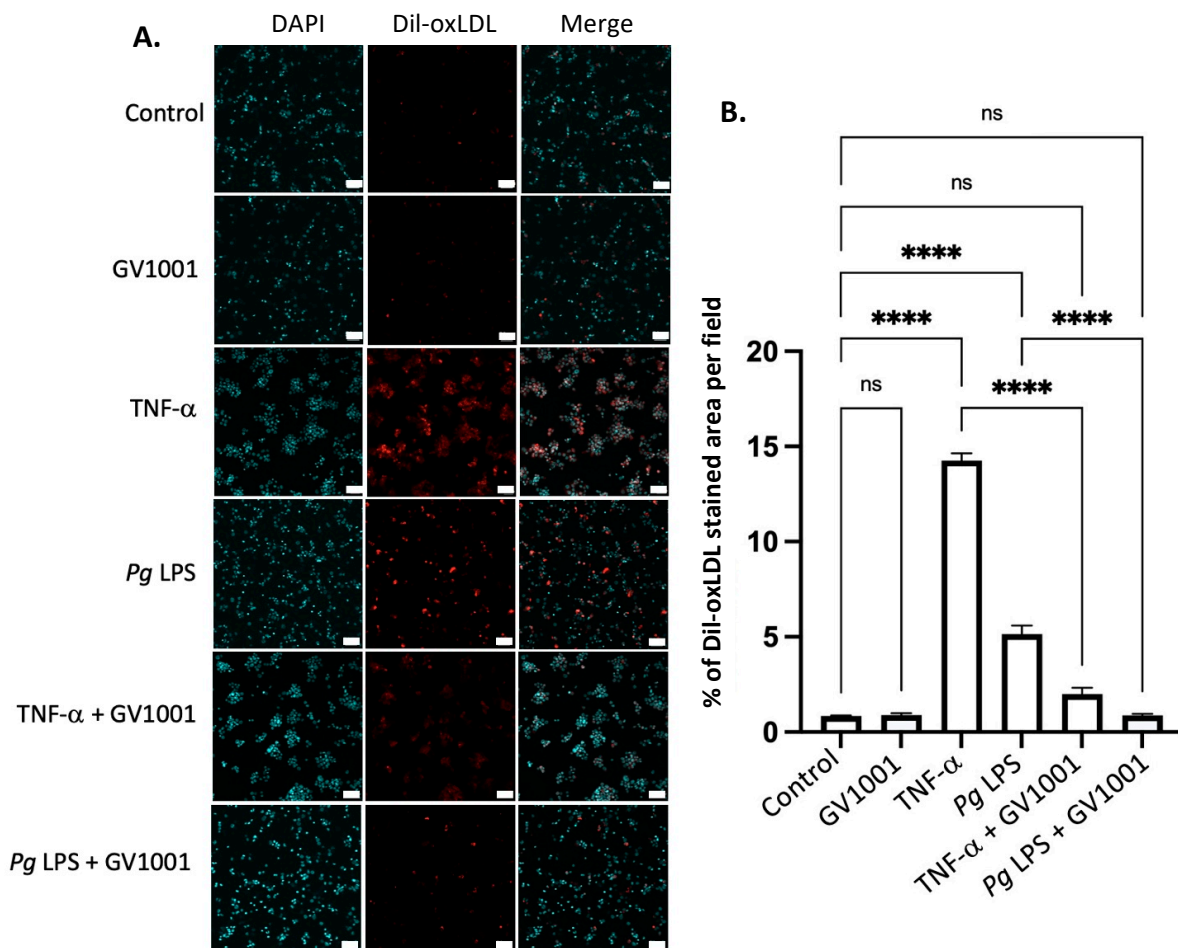 A.
DAPI Dil-oxLDL Merge
Control
GV1001
TNF-α
Pg LPS
TNF-α + GV1001
Pg LPS + GV1001
B.
ns
ns
****
**** ****
ns ****
% of Dil-oxLDL stained area per field
20
15
10
5
0
Control
GV1001
TNF-α
Pg LPS
TNF-α + GV1001
Pg LPS + GV1001